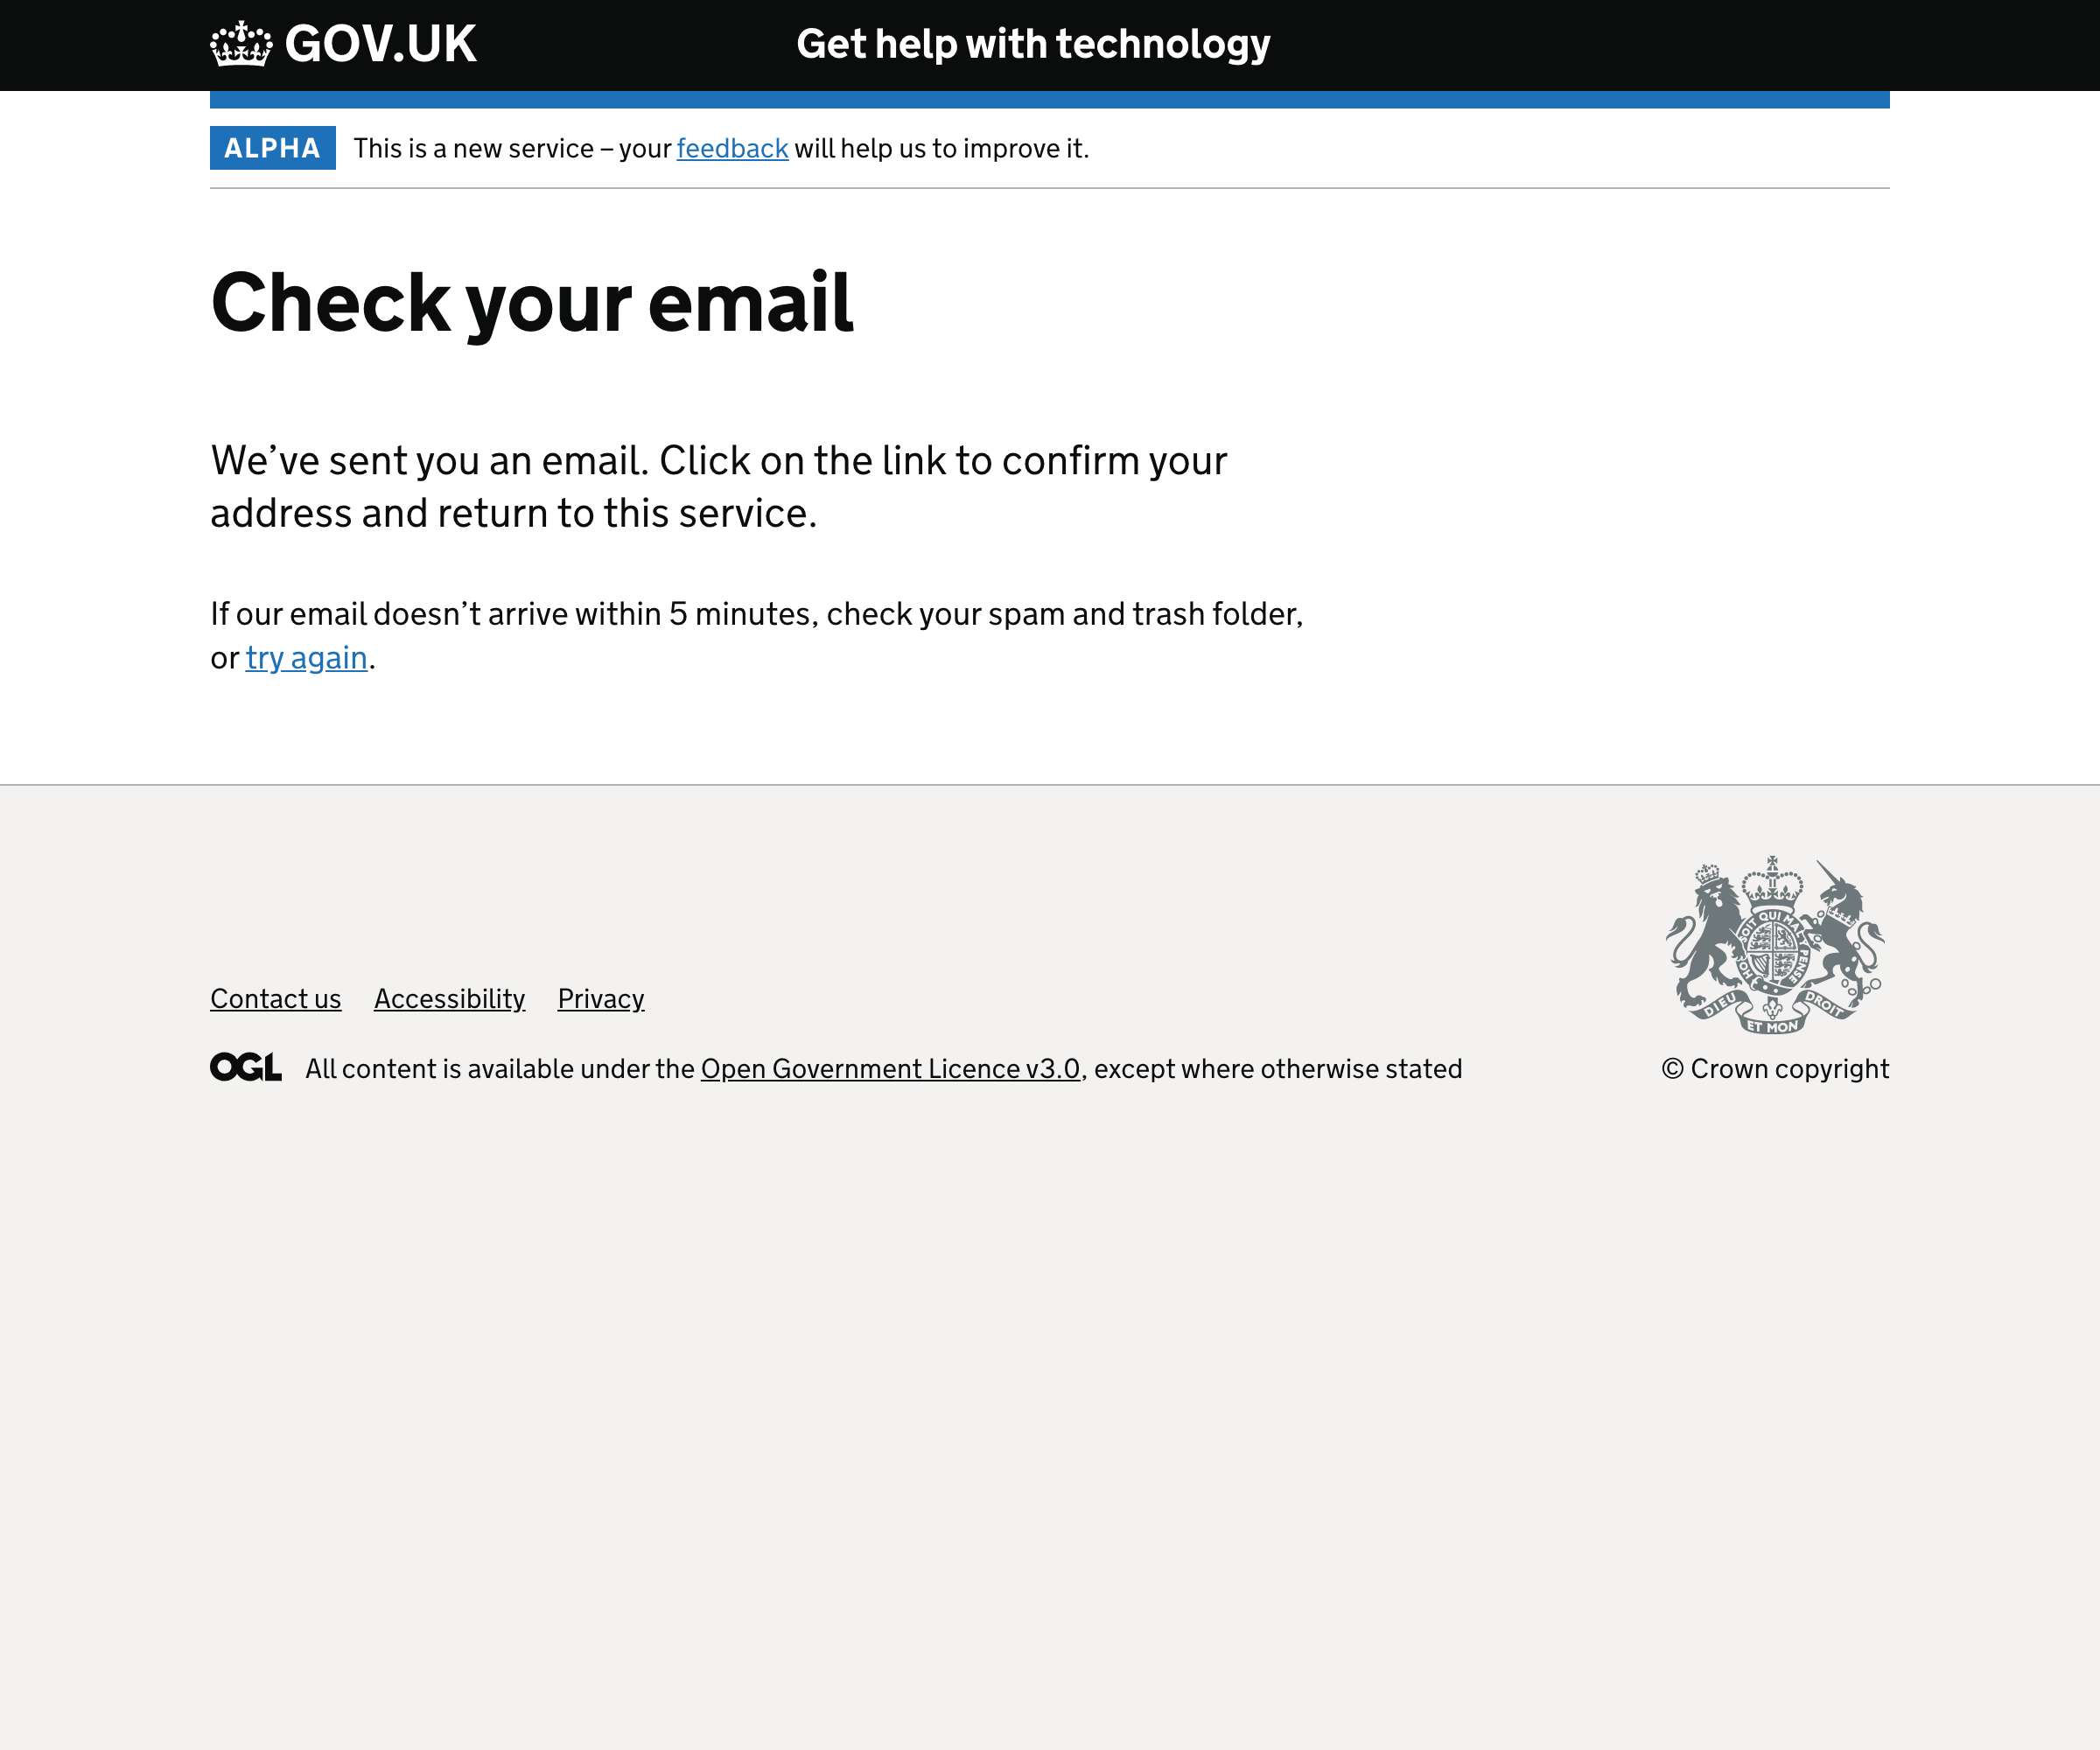 GOV.UK
Get help with technology
ALPHA
This is a new service – your feedback will help us to improve it.
Check your email
We’ve sent you an email. Click on the link to confirm your
address and return to this service.
If our email doesn’t arrive within 5 minutes, check your spam and trash folder,
or try again.
HONI SOIT QUI MAL Y PENSE
DIEU ET MON DROIT
Contact us Accessibility Privacy
OGL All content is available under the Open Government Licence v3.0, except where otherwise stated
© Crown copyright